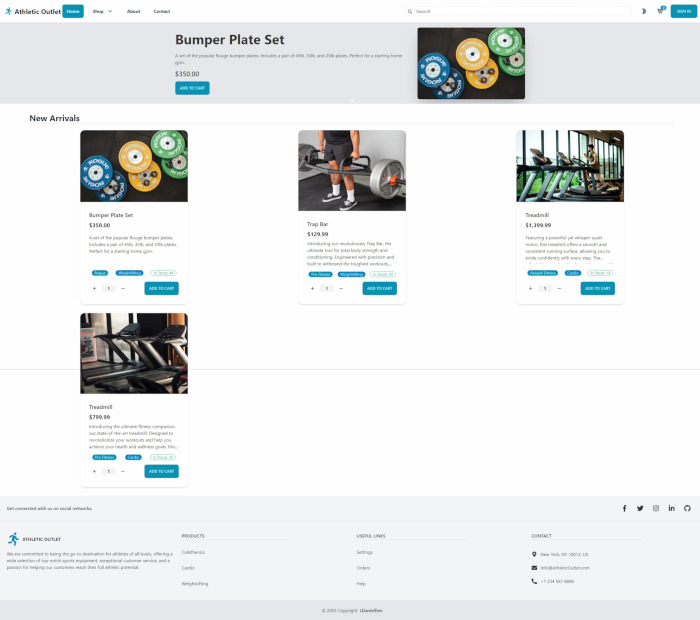 Athletic Outlet
Home
Shop
About
Contact
Search
SIGN IN
Bumper Plate Set
A set of the popular Rouge bumper plates. Includes a pair of 45lb, 35lb, and 25lb plates. Perfect for a starting home
gym.
$350.00
ADD TO CART
New Arrivals
Bumper Plate Set
$350.00
A set of the popular Rouge bumper plates.
Includes a pair of 45lb, 35lb, and 25lb plates.
Perfect for a starting home gym.
Rogue
Weightlifting
In Stock:
+ 1 −
ADD TO CART
Trap Bar
$129.99
Introducing our revolutionary Trap Bar, the
ultimate tool for total body strength and
conditioning. Engineered with precision and
built to withstand the toughest workouts...
Pro Fitness
Weightlifting
In Stock:
+ 1 −
ADD TO CART
Treadmill
$1,399.99
Featuring a powerful yet whisper-quiet
motor, this treadmill offers a smooth and
consistent running surface, allowing you to
stride confidently with every step. The...
Assault Fitness
Cardio
In Stock:
+ 1 −
ADD TO CART
Treadmill
$799.99
Introducing the ultimate fitness companion,
our state-of-the-art treadmill! Designed to
revolutionize your workouts and help you
achieve your health and wellness goals, this...
Pro Fitness
Cardio
In Stock:
+ 1 −
ADD TO CART
Get connected with us on social networks:
ATHLETIC OUTLET
We are committed to being the go-to destination for athletes of all levels, offering a
wide selection of top-notch sports equipment, exceptional customer service, and a
passion for helping our customers reach their full athletic potential.
PRODUCTS
Calisthenics
Cardio
Weightlifting
USEFUL LINKS
Settings
Orders
Help
CONTACT
New York, NY 10012, US
info@AthleticOutlet.com
+ 1 234 567 8888
© 2023 Copyright: LDanielDev